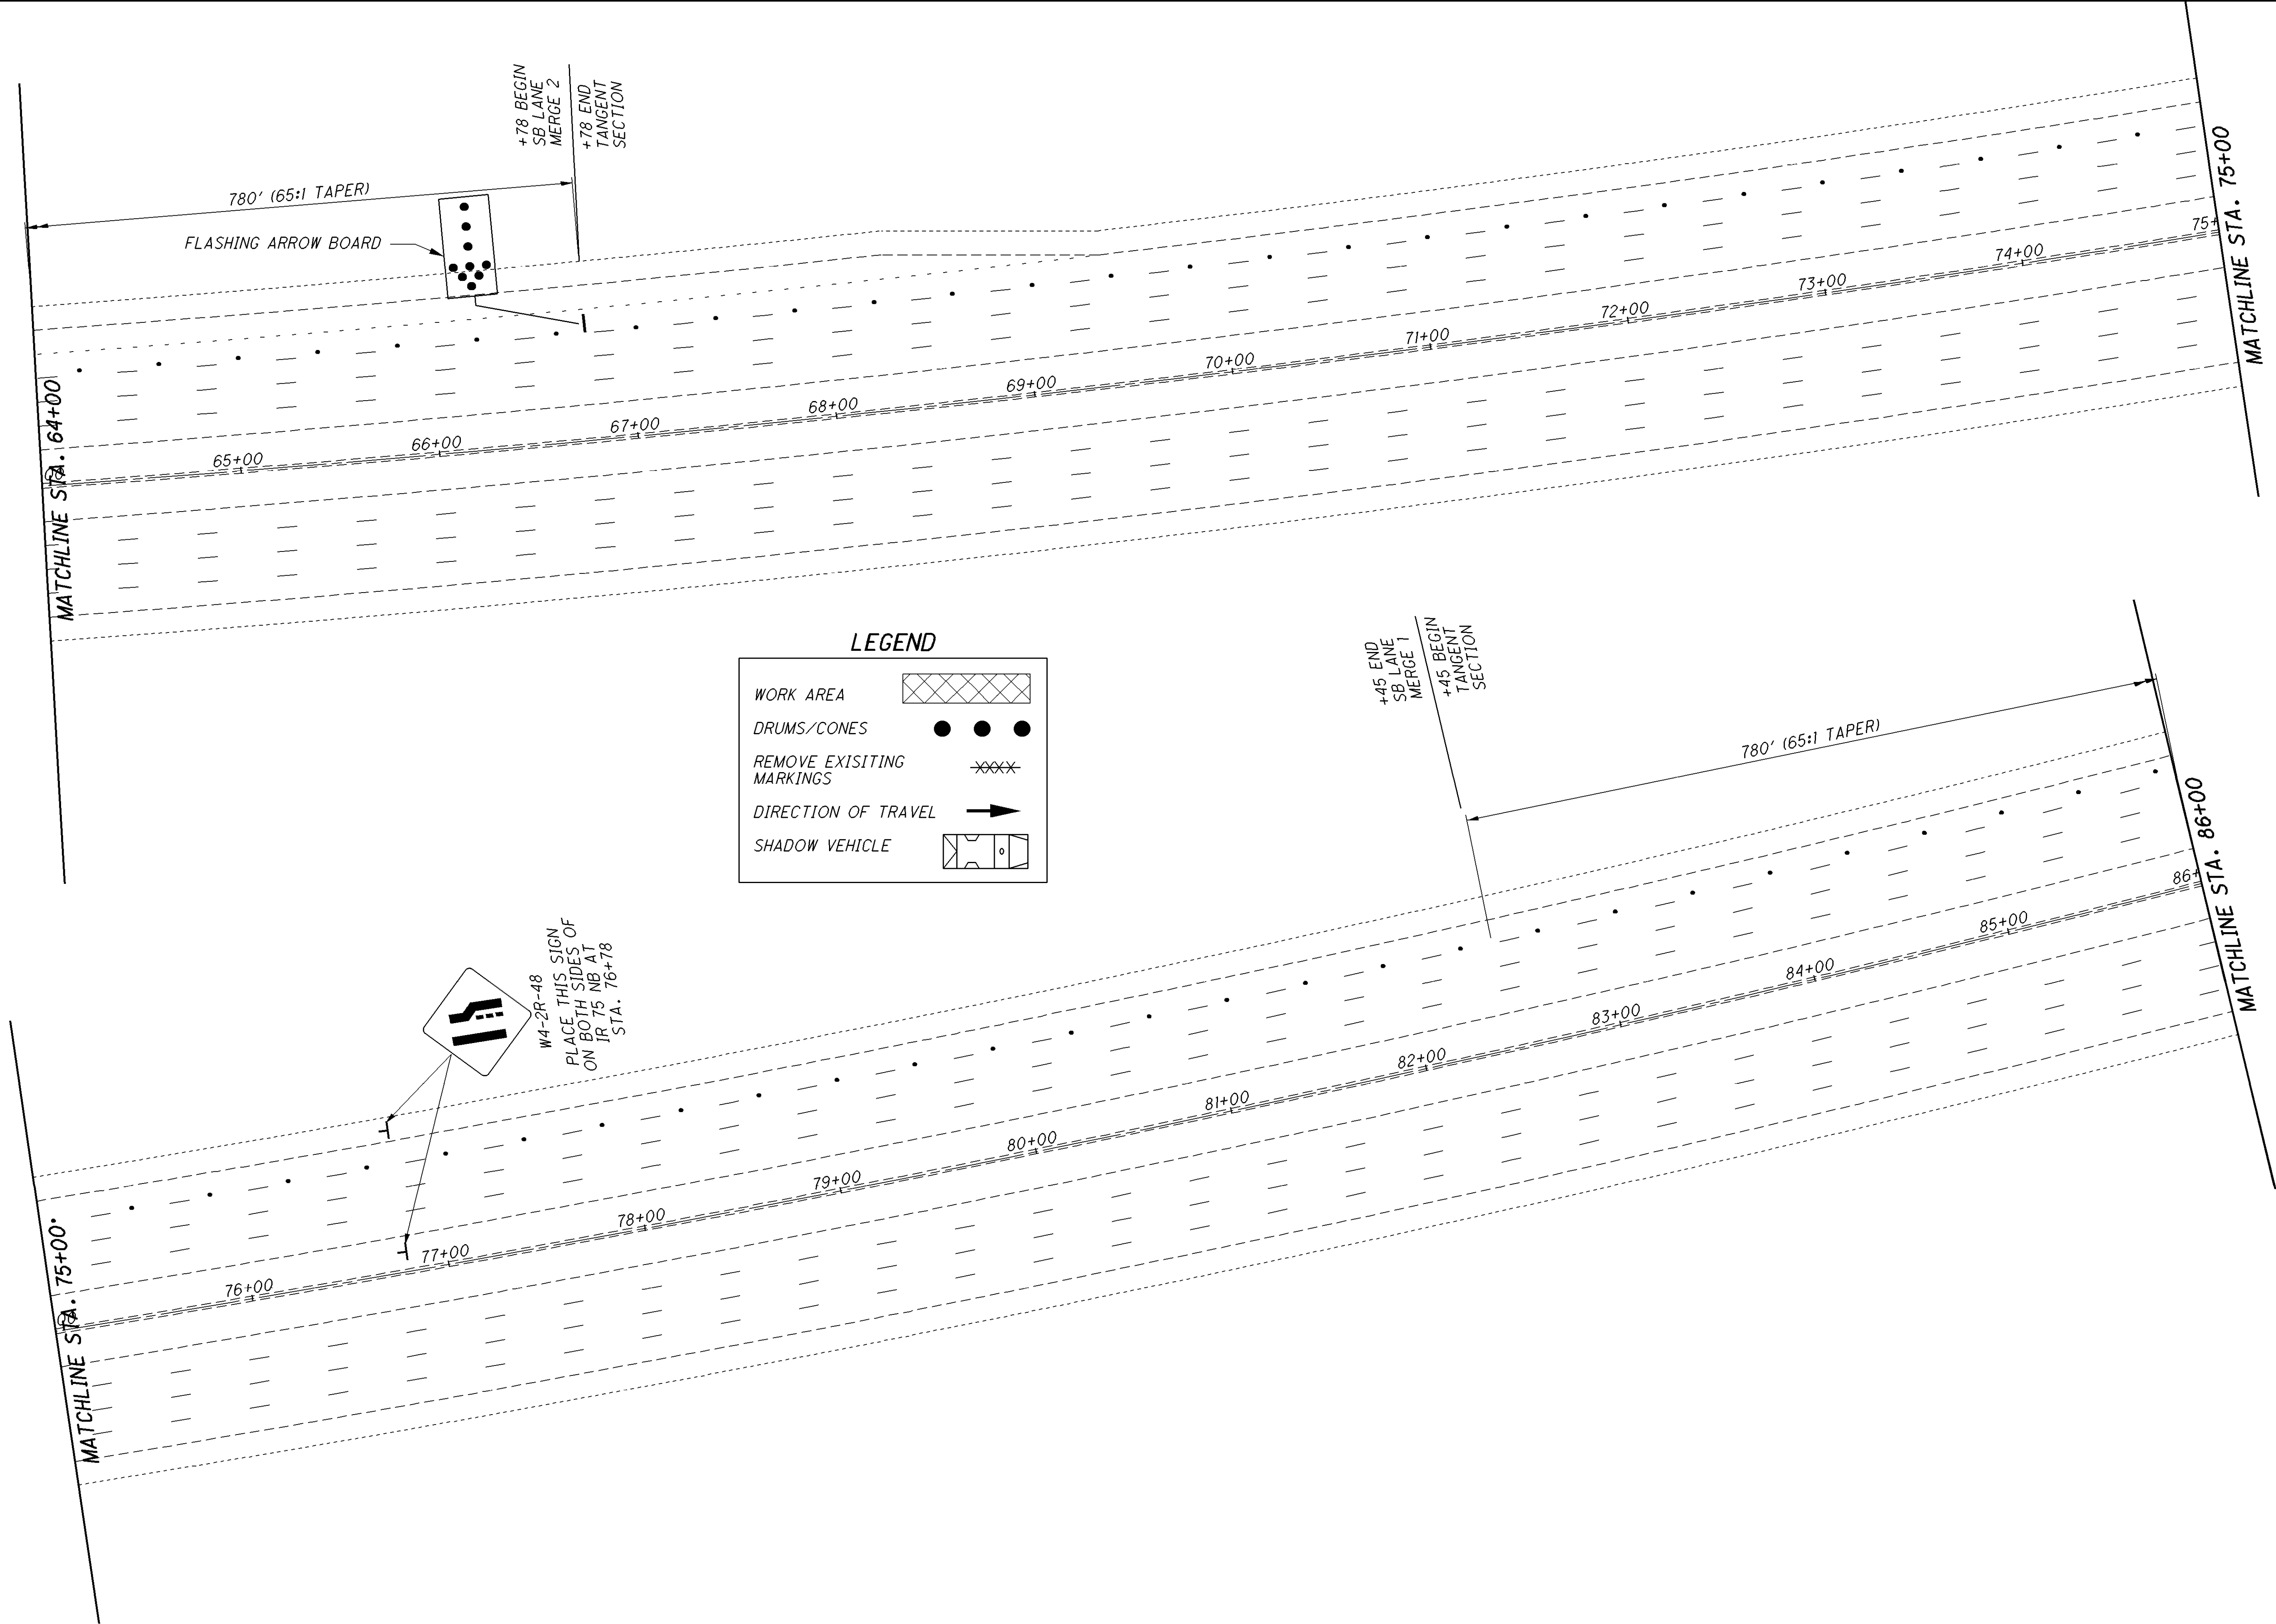 +78 BEGIN
SB LANE
MERGE 2
+78 END
TANGENT
SECTION
780' (65:1 TAPER)
FLASHING ARROW BOARD
MATCHLINE STA. 64+00
65+00
66+00
67+00
68+00
69+00
70+00
71+00
72+00
73+00
74+00
75+
MATCHLINE STA. 75+00
LEGEND
WORK AREA
DRUMS/CONES
REMOVE EXISITING
MARKINGS
DIRECTION OF TRAVEL
SHADOW VEHICLE
+45 END
SB LANE
MERGE 1
+45 BEGIN
TANGENT
SECTION
780' (65:1 TAPER)
W4-2R-48
PLACE THIS SIGN
ON BOTH SIDES OF
IR 75 NB AT
STA. 76+78
MATCHLINE STA. 75+00
76+00
77+00
78+00
79+00
80+00
81+00
82+00
83+00
84+00
85+00
86+
MATCHLINE STA. 86+00